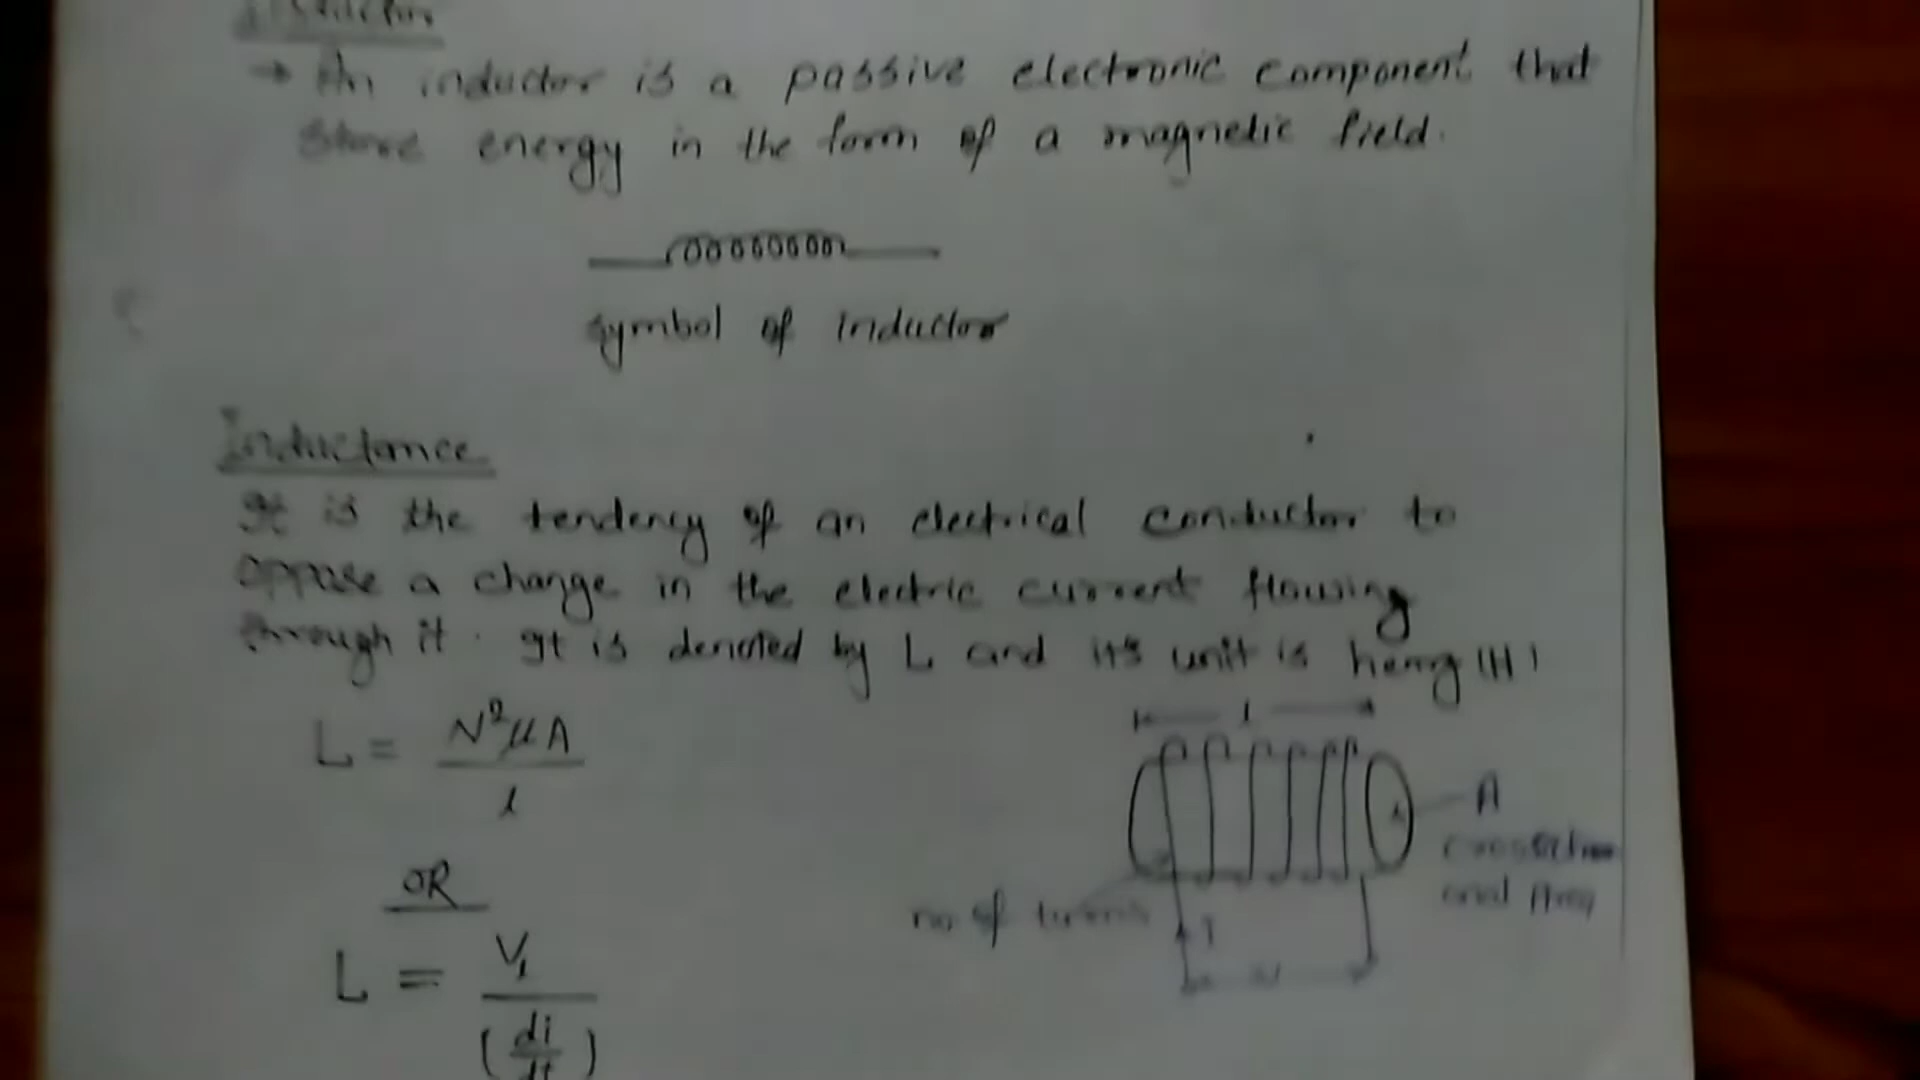 → An inductor is a passive electronic component that
store energy in the form of a magnetic field.
symbol of inductor
Inductance
It is the tendency of an electrical conductor to
oppose a change in the electric current flowing
through it. It is denoted by L and it's unit is henry (H)
L = N²μA / l
l
A
no of turns
I
OR
L = V₁ / (di/dt)